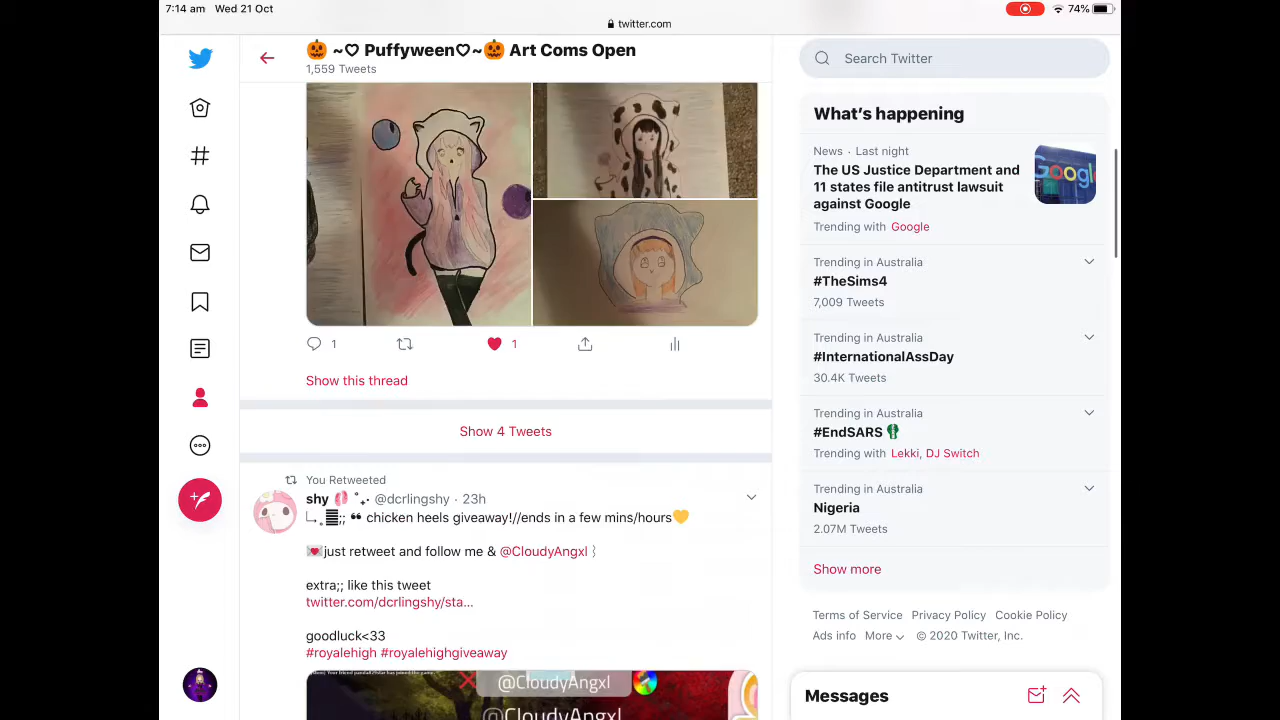 7:14 am Wed 21 Oct
74%
twitter.com
🎃 ~♡ Puffyween♡~🎃 Art Coms Open
1,559 Tweets
1
1
Show this thread
Show 4 Tweets
You Retweeted
shy @dcrlingshy · 23h
chicken heels giveaway!//ends in a few mins/hours💛
💌just retweet and follow me & @CloudyAngxl
extra;; like this tweet
twitter.com/dcrlingshy/sta...
goodluck<33
#royalehigh #royalehighgiveaway
@CloudyAngxl
@CloudyAngxl
Search Twitter
What's happening
News · Last night
The US Justice Department and
11 states file antitrust lawsuit
against Google
Trending with Google
Googl
Trending in Australia
#TheSims4
7,009 Tweets
Trending in Australia
#InternationalAssDay
30.4K Tweets
Trending in Australia
#EndSARS
Trending with Lekki, DJ Switch
Trending in Australia
Nigeria
2.07M Tweets
Show more
Terms of Service Privacy Policy Cookie Policy
Ads info More © 2020 Twitter, Inc.
Messages